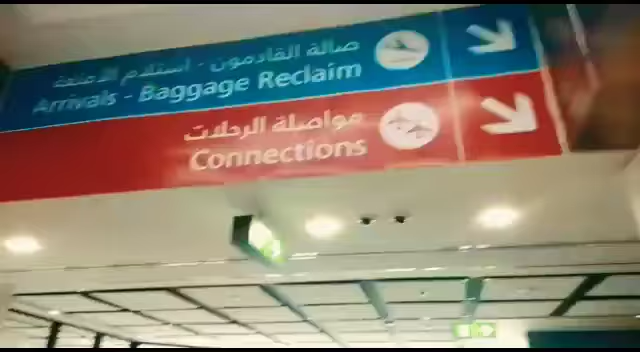 صالة القادمون - استلام الأمتعة
Arrivals - Baggage Reclaim
مواصلة الرحلات
Connections